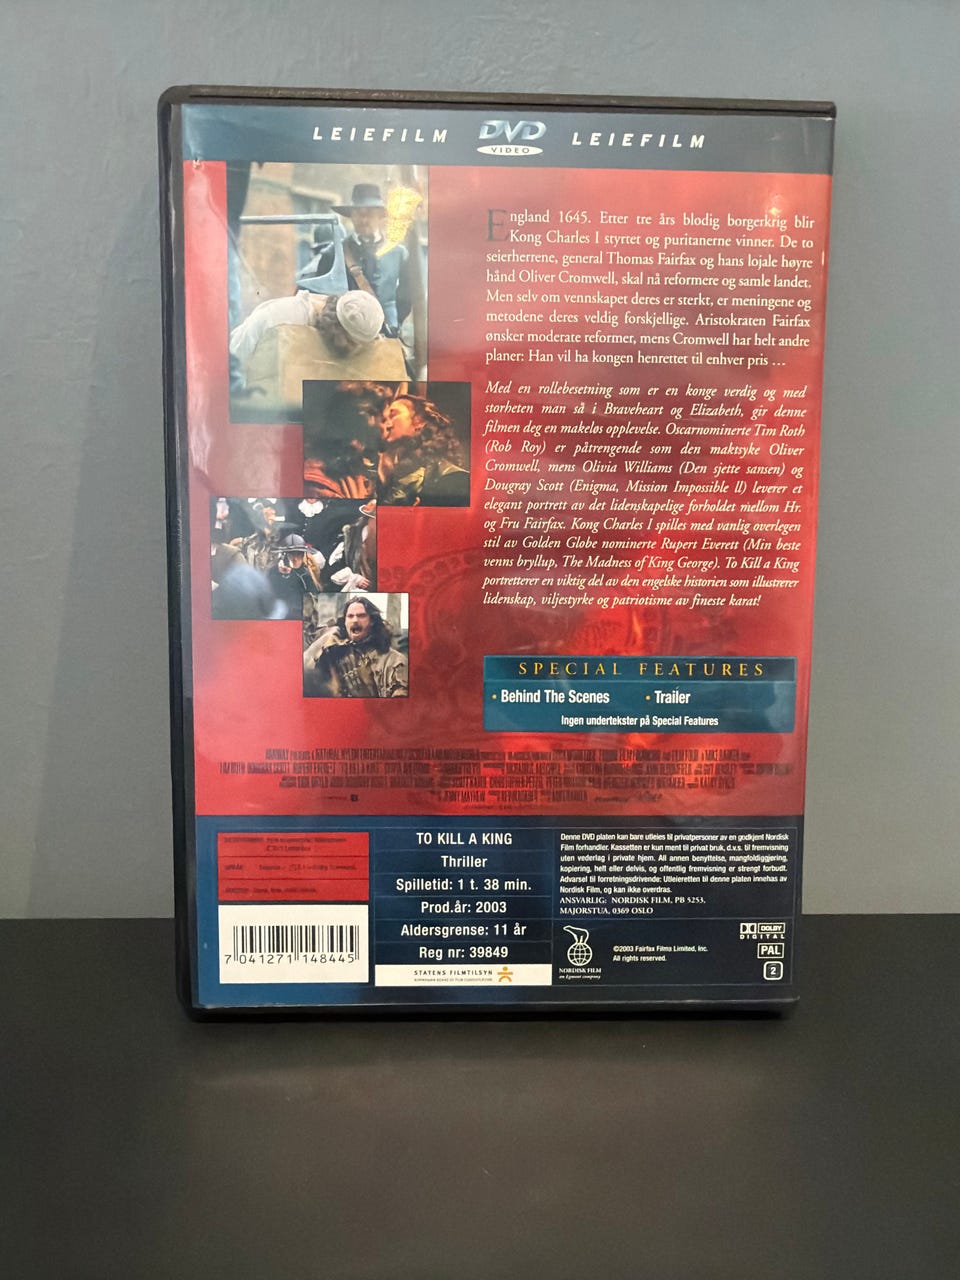 LEIEFILM DVD VIDEO LEIEFILM
England 1645. Etter tre års blodig borgerkrig blir
Kong Charles I styrtet og puritanerne vinner. De to
seierherrene, general Thomas Fairfax og hans lojale høyre
hånd Oliver Cromwell, skal nå reformere og samle landet.
Men selv om vennskapet deres er sterkt, er meningene og
metodene deres veldig forskjellige. Aristokraten Fairfax
ønsker moderate reformer, mens Cromwell har helt andre
planer: Han vil ha kongen henrettet til enhver pris ...
Med en rollebesetning som er en konge verdig og med
storheten man så i Braveheart og Elizabeth, gir denne
filmen deg en makeløs opplevelse. Oscarnominerte Tim Roth
(Rob Roy) er påtrengende som den maktsyke Oliver
Cromwell, mens Olivia Williams (Den sjette sansen) og
Dougray Scott (Enigma, Mission Impossible ll) leverer et
elegant portrett av det lidenskapelige forholdet mellom Hr.
og Fru Fairfax. Kong Charles I spilles med vanlig overlegen
stil av Golden Globe nominerte Rupert Everett (Min beste
venns bryllup, The Madness of King George). To Kill a King
portretterer en viktig del av den engelske historien som illustrerer
lidenskap, viljestyrke og patriotisme av fineste karat!
SPECIAL FEATURES
• Behind The Scenes • Trailer
Ingen undertekster på Special Features
TO KILL A KING
Thriller
Spilletid: 1 t. 38 min.
Prod.år: 2003
Aldersgrense: 11 år
Reg nr: 39849
STATENS FILMTILSYN
7 041271 148445
Denne DVD platen kan bare utleies til privatpersoner av en godkjent Nordisk
Film forhandler. Kassetten er kun ment til privat bruk, d.v.s. til fremvisning
uten vederlag i private hjem. All annen benyttelse, mangfoldiggjøring,
kopiering, helt eller delvis, og offentlig fremvisning er strengt forbudt.
Advarsel til forretningsdrivende: Utleieretten til denne platen innehas av
Nordisk Film, og kan ikke overdras.
ANSVARLIG: NORDISK FILM, PB 5253,
MAJORSTUA, 0369 OSLO
NORDISK FILM
an Egmont company
©2003 Fairfax Films Limited, Inc.
All rights reserved.
DOLBY
DIGITAL
PAL
2